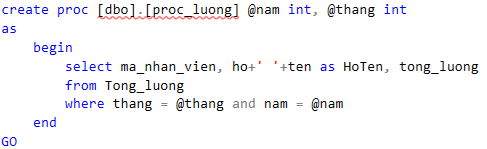 create proc [dbo].[proc_luong] @nam int, @thang int
as
    begin
        select ma_nhan_vien, ho+' '+ten as HoTen, tong_luong
        from Tong_luong
        where thang = @thang and nam = @nam
    end
GO